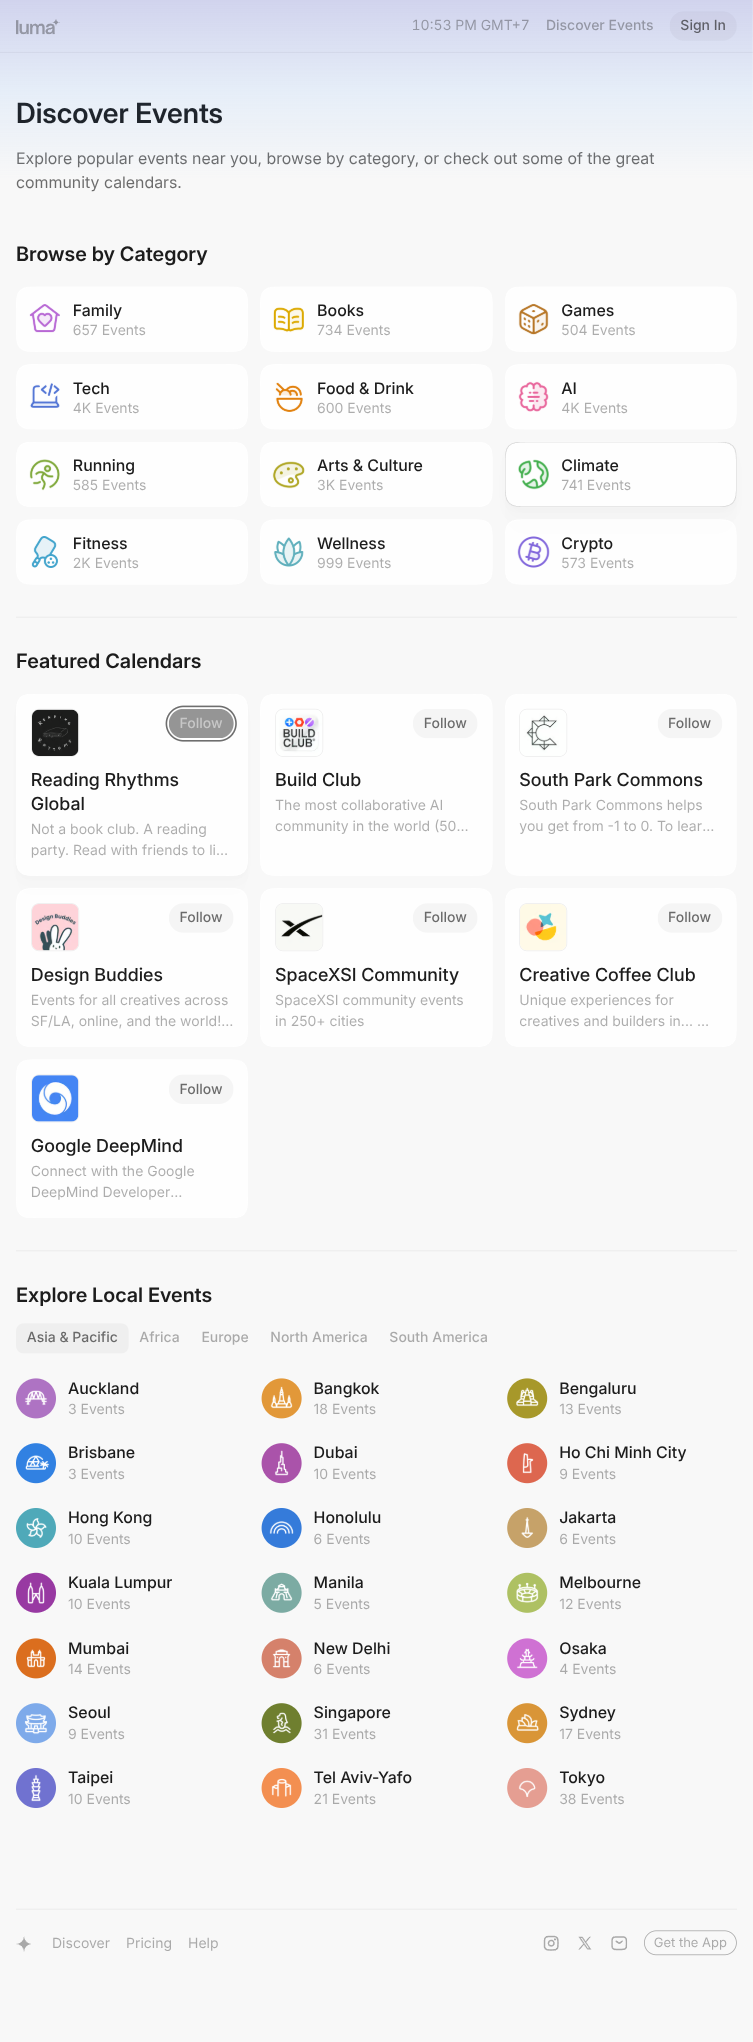 luma
10:53 PM GMT+7
Discover Events
Sign In
Discover Events
Explore popular events near you, browse by category, or check out some of the great
community calendars.
Browse by Category
Family
657 Events
Books
734 Events
Games
504 Events
Tech
4K Events
Food & Drink
600 Events
AI
4K Events
Running
585 Events
Arts & Culture
3K Events
Climate
741 Events
Fitness
2K Events
Wellness
999 Events
Crypto
573 Events
Featured Calendars
Follow
Reading Rhythms
Global
Not a book club. A reading
party. Read with friends to li...
BUILD
CLUB
Follow
Build Club
The most collaborative AI
community in the world (50...
Follow
South Park Commons
South Park Commons helps
you get from -1 to 0. To lear...
Design Buddies
Follow
Design Buddies
Events for all creatives across
SF/LA, online, and the world!...
Follow
SpaceXSI Community
SpaceXSI community events
in 250+ cities
Follow
Creative Coffee Club
Unique experiences for
creatives and builders in... ...
Follow
Google DeepMind
Connect with the Google
DeepMind Developer...
Explore Local Events
Asia & Pacific
Africa
Europe
North America
South America
Auckland
3 Events
Bangkok
18 Events
Bengaluru
13 Events
Brisbane
3 Events
Dubai
10 Events
Ho Chi Minh City
9 Events
Hong Kong
10 Events
Honolulu
6 Events
Jakarta
6 Events
Kuala Lumpur
10 Events
Manila
5 Events
Melbourne
12 Events
Mumbai
14 Events
New Delhi
6 Events
Osaka
4 Events
Seoul
9 Events
Singapore
31 Events
Sydney
17 Events
Taipei
10 Events
Tel Aviv-Yafo
21 Events
Tokyo
38 Events
Discover
Pricing
Help
Get the App